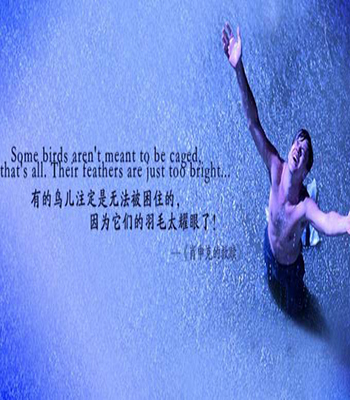 Some birds aren't meant to be caged,
that's all. Their feathers are just too bright...
有的鸟儿注定是无法被困住的，
因为它们的羽毛太耀眼了！
—《肖申克的救赎》